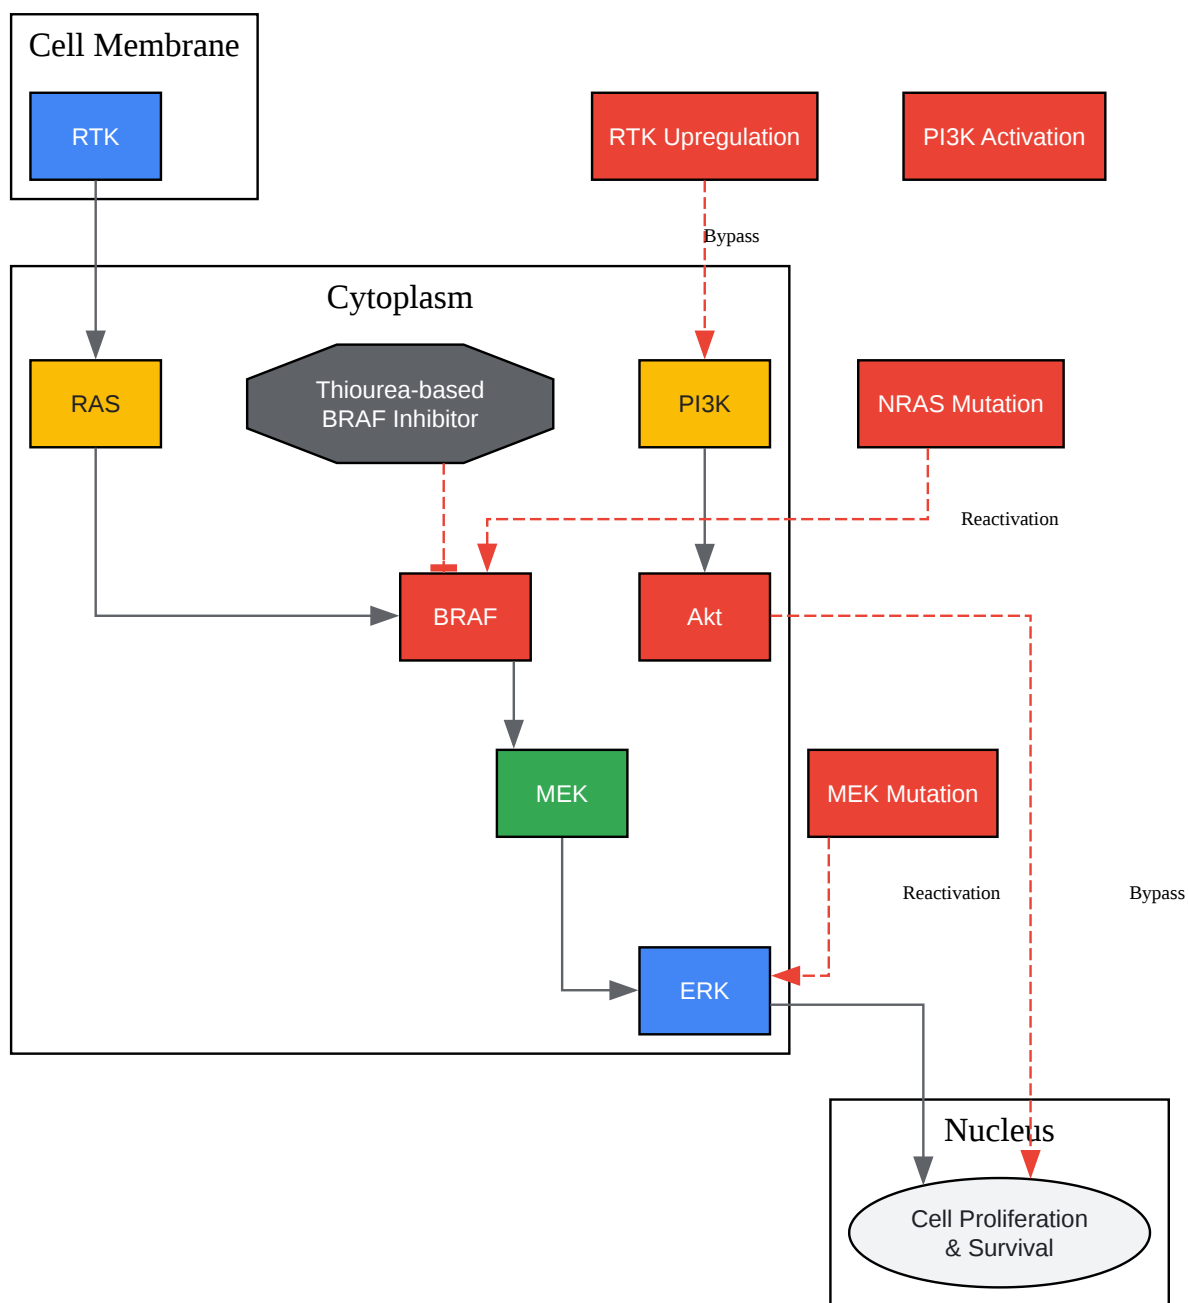 Cell Membrane
RTK
RTK Upregulation
PI3K Activation
Bypass
Cytoplasm
RAS
Thiourea-based
BRAF Inhibitor
PI3K
NRAS Mutation
Reactivation
BRAF
Akt
MEK
MEK Mutation
Reactivation
Bypass
ERK
Nucleus
Cell Proliferation
& Survival